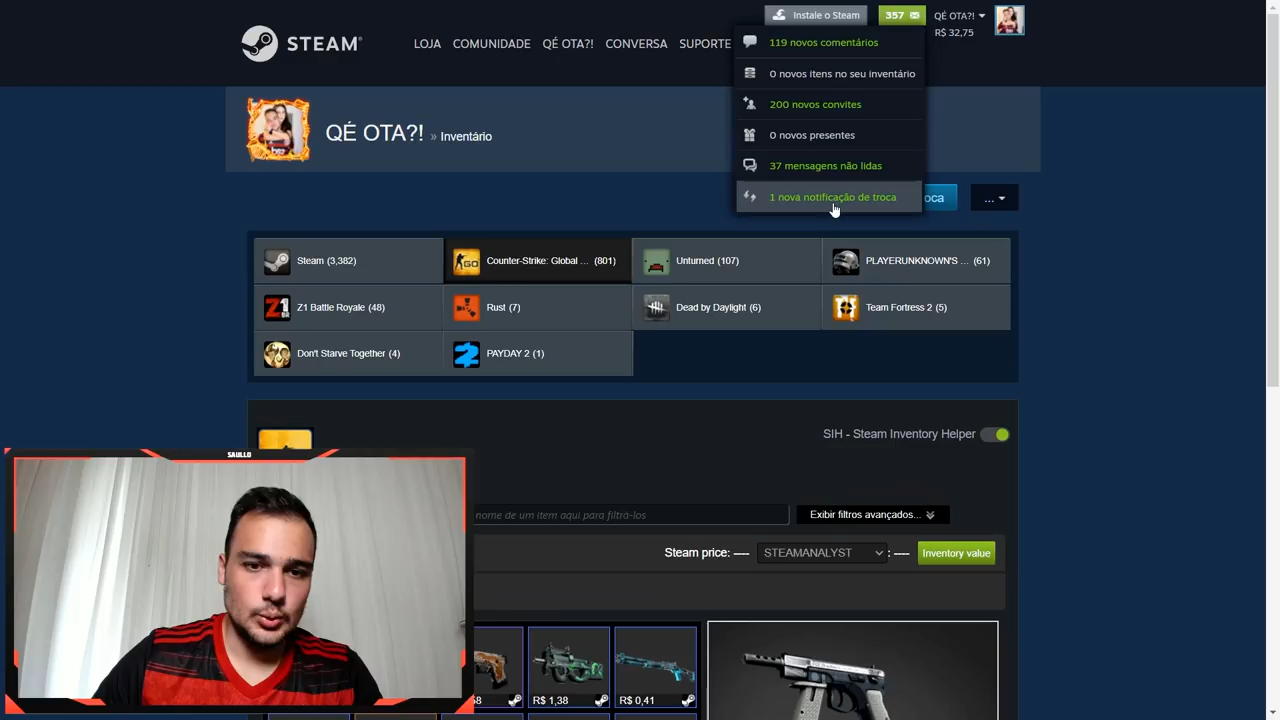 STEAM®
LOJA COMUNIDADE QÉ OTA?! CONVERSA SUPORTE
Instale o Steam
357
QÉ OTA?!
R$ 32,75
119 novos comentários
0 novos itens no seu inventário
200 novos convites
0 novos presentes
37 mensagens não lidas
1 nova notificação de troca
QÉ OTA?! » Inventário
oca
...
Steam (3,382)
Counter-Strike: Global ... (801)
Unturned (107)
PLAYERUNKNOWN'S ... (61)
Z1 Battle Royale (48)
Rust (7)
Dead by Daylight (6)
Team Fortress 2 (5)
Don't Starve Together (4)
PAYDAY 2 (1)
SIH - Steam Inventory Helper
nome de um item aqui para filtrá-los
Exibir filtros avançados...
Steam price: ----
STEAMANALYST
: ----
Inventory value
SAULLO
R$ 1,38
R$ 0,41